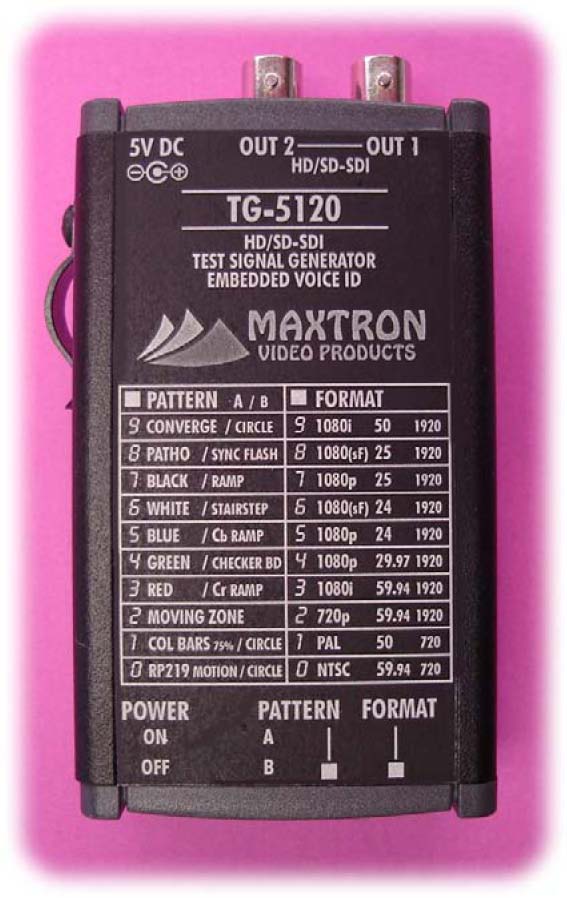 5V DC OUT 2 OUT 1
HD/SD-SDI
TG-5120
HD/SD-SDI
TEST SIGNAL GENERATOR
EMBEDDED VOICE ID
MAXTRON
VIDEO PRODUCTS
PATTERN A / B FORMAT
9 CONVERGE / CIRCLE 9 1080i 50 1920
8 PATHO / SYNC FLASH 8 1080(sF) 25 1920
7 BLACK / RAMP 7 1080p 25 1920
6 WHITE / STAIRSTEP 6 1080(sF) 24 1920
5 BLUE / Cb RAMP 5 1080p 24 1920
4 GREEN / CHECKER BD 4 1080p 29.97 1920
3 RED / Cr RAMP 3 1080i 59.94 1920
2 MOVING ZONE 2 720p 59.94 1920
1 COL BARS 75% / CIRCLE 1 PAL 50 720
0 RP219 MOTION / CIRCLE 0 NTSC 59.94 720
POWER PATTERN FORMAT
ON A
OFF B